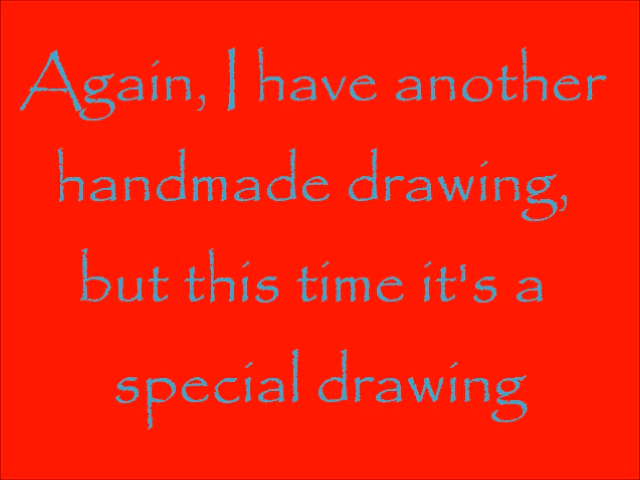 Again, I have another
handmade drawing,
but this time it's a
special drawing